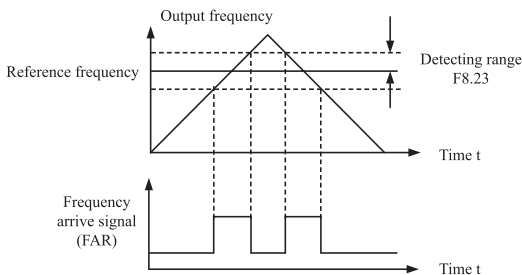 Output frequency
Reference frequency
Detecting range
F8.23
Time t
Frequency
arrive signal
(FAR)
Time t